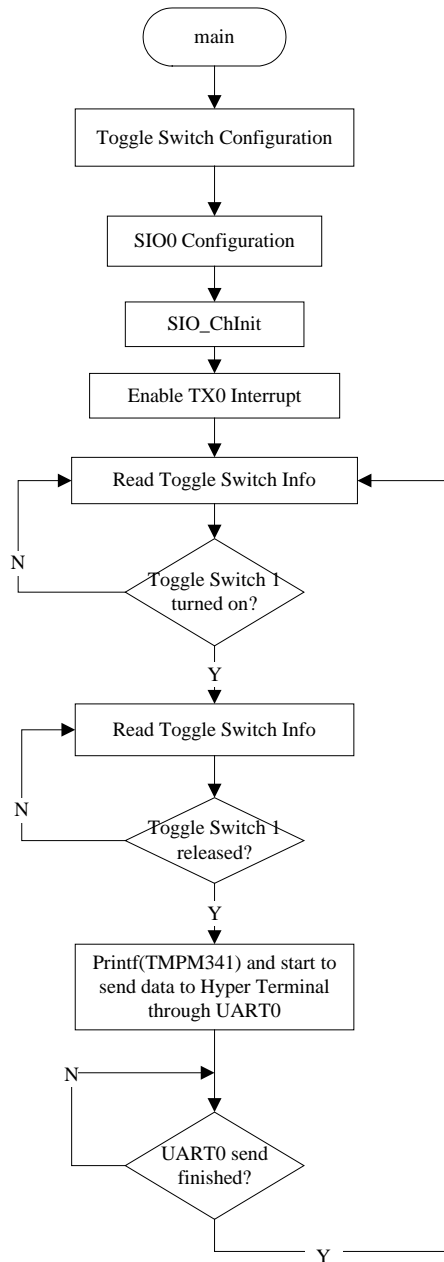 main
Toggle Switch Configuration
SIO0 Configuration
SIO_ChInit
Enable TX0 Interrupt
Read Toggle Switch Info
N
Toggle Switch 1
turned on?
Y
Read Toggle Switch Info
N
Toggle Switch 1
released?
Y
Printf(TMPM341) and start to
send data to Hyper Terminal
through UART0
N
UART0 send
finished?
Y